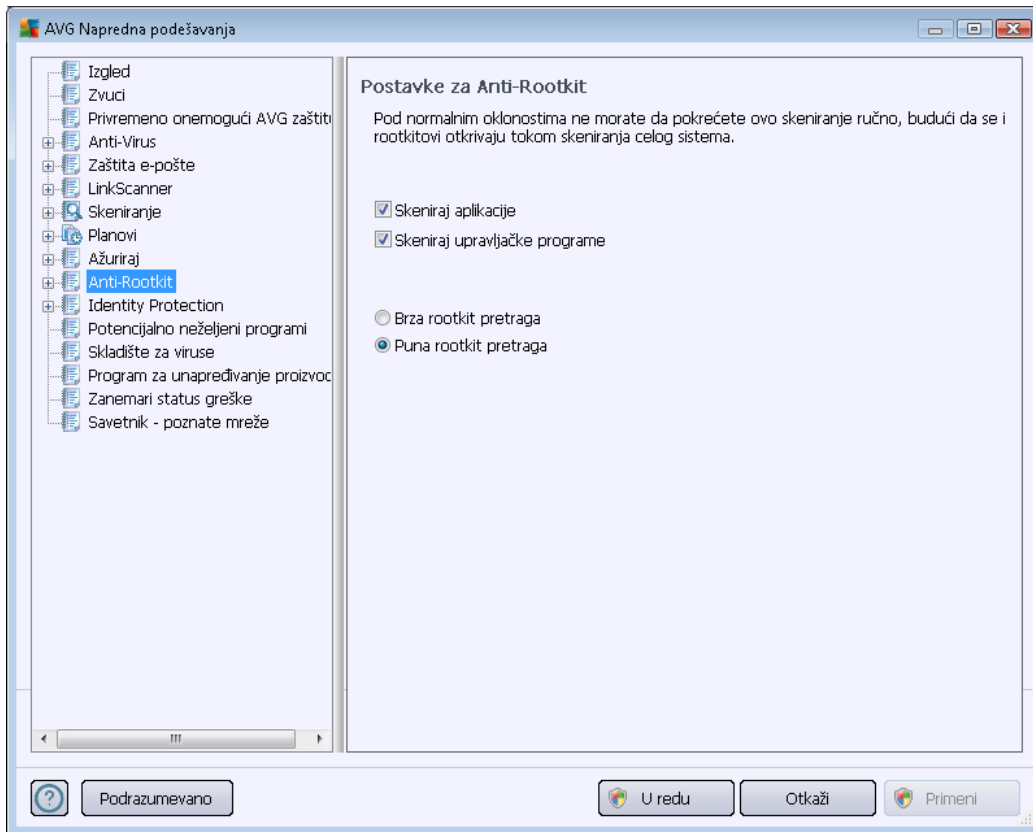 AVG Napredna podešavanja
Izgled
Zvuci
Privremeno onemogući AVG zaštit
Anti-Virus
Zaštita e-pošte
LinkScanner
Skeniranje
Planovi
Ažuriraj
Anti-Rootkit
Identity Protection
Potencijalno neželjeni programi
Skladište za viruse
Program za unapređivanje proizvod
Zanemari status greške
Savetnik - poznate mreže
Postavke za Anti-Rootkit
Pod normalnim oklonostima ne morate da pokrećete ovo skeniranje ručno, budući da se i
rootkitovi otkrivaju tokom skeniranja celog sistema.
Skeniraj aplikacije
Skeniraj upravljačke programe
Brza rootkit pretraga
Puna rootkit pretraga
Podrazumevano
U redu
Otkaži
Primeni